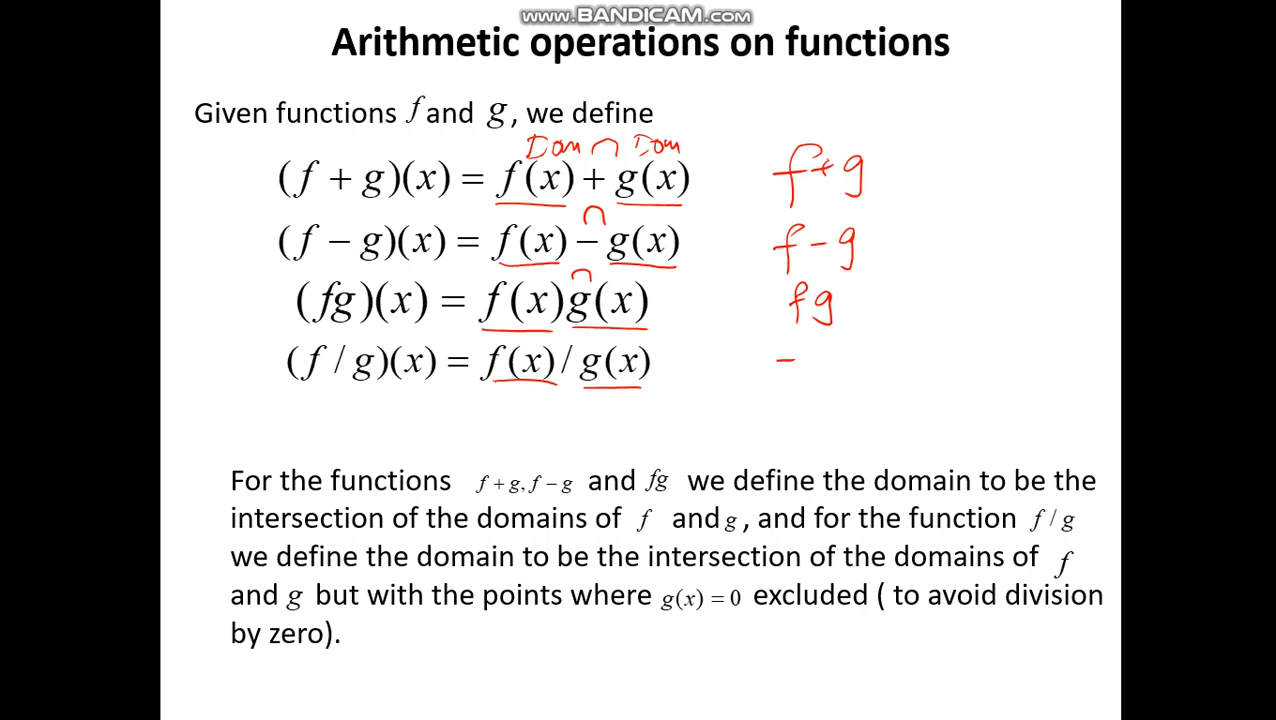 www.BANDICAM.com
Arithmetic operations on functions
Given functions f and g, we define
Dom ∩ Dom
(f + g)(x) = f(x) + g(x) f+g
∩
(f − g)(x) = f(x) − g(x) f-g
∩
(fg)(x) = f(x)g(x) fg
(f / g)(x) = f(x) / g(x) –
For the functions f + g, f − g and fg we define the domain to be the
intersection of the domains of f and g, and for the function f / g
we define the domain to be the intersection of the domains of f
and g but with the points where g(x) = 0 excluded ( to avoid division
by zero).